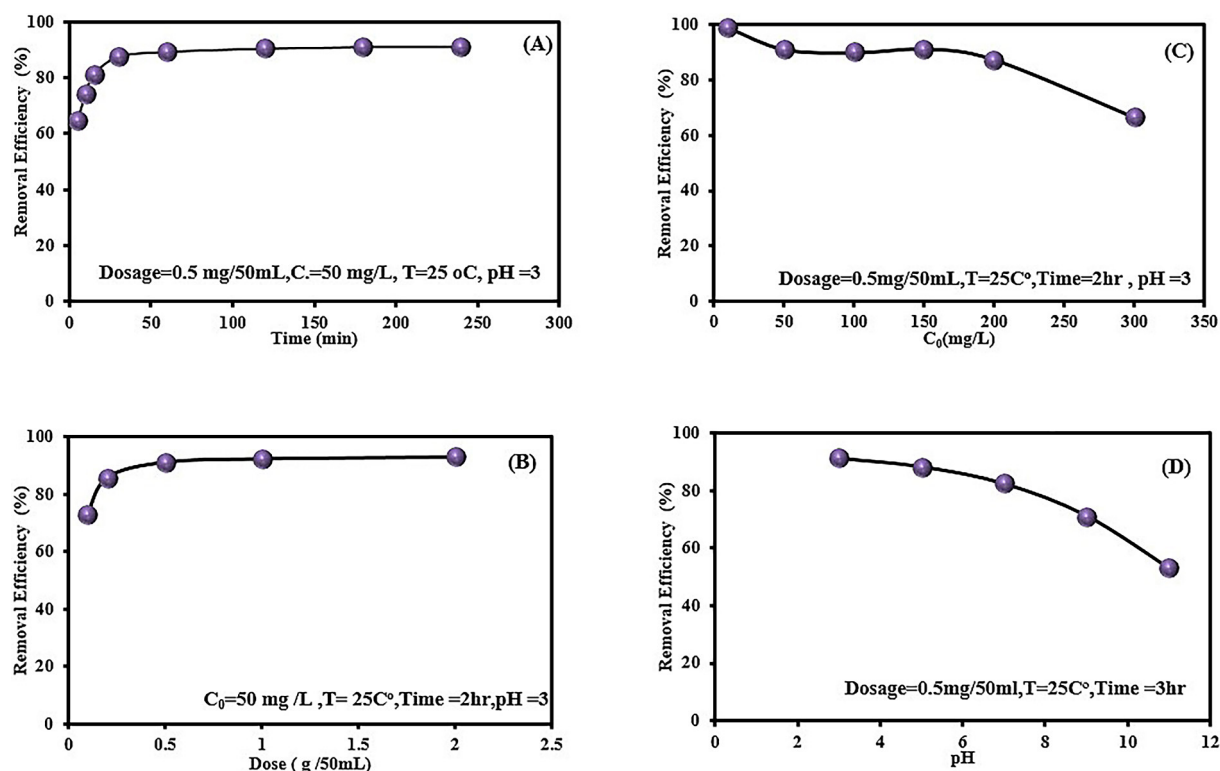 100
80
60
40
20
0
Removal Efficiency (%)
(A)
Dosage=0.5 mg/50mL,C.=50 mg/L, T=25 oC, pH =3
0 50 100 150 200 250 300
Time (min)
100
80
60
40
20
0
Removal Efficiency (%)
(C)
Dosage=0.5mg/50mL,T=25Cº,Time=2hr , pH =3
0 50 100 150 200 250 300 350
C₀(mg/L)
100
80
60
40
20
0
Removal Efficiency (%)
(B)
C₀=50 mg /L ,T= 25Cº,Time =2hr,pH =3
0 0.5 1 1.5 2 2.5
Dose ( g /50mL)
100
80
60
40
20
0
Removal Efficiency (%)
(D)
Dosage=0.5mg/50ml,T=25Cº,Time =3hr
0 2 4 6 8 10 12
pH